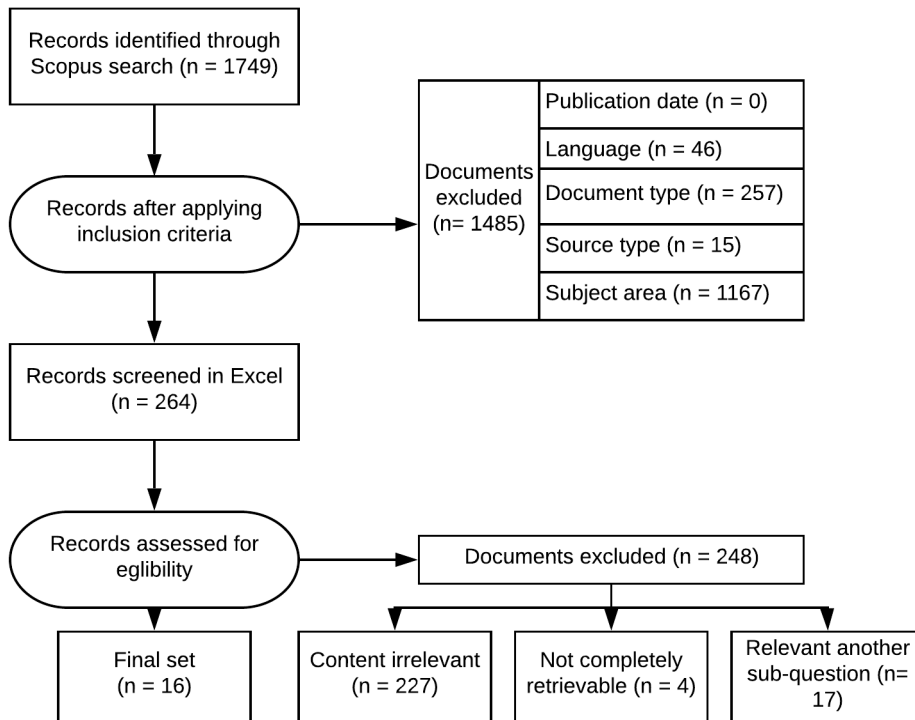 Records identified through
Scopus search (n = 1749)
Documents
excluded
(n= 1485)
Publication date (n = 0)
Language (n = 46)
Document type (n = 257)
Source type (n = 15)
Subject area (n = 1167)
Records after applying
inclusion criteria
Records screened in Excel
(n = 264)
Records assessed for
eglibility
Documents excluded (n = 248)
Final set
(n = 16)
Content irrelevant
(n = 227)
Not completely
retrievable (n = 4)
Relevant another
sub-question (n=
17)